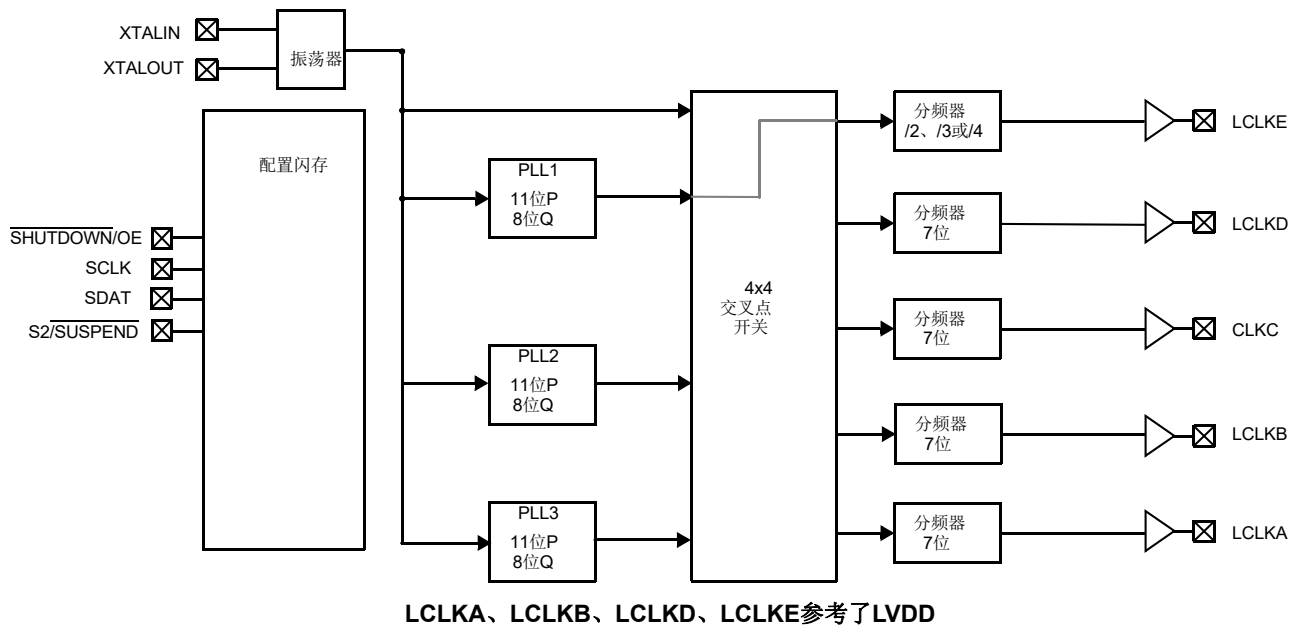 XTALIN
XTALOUT
振荡器
配置闪存
SHUTDOWN/OE
SCLK
SDAT
S2/SUSPEND
PLL1
11位P
8位Q
PLL2
11位P
8位Q
PLL3
11位P
8位Q
4x4
交叉点
开关
分频器
/2、/3或/4
LCLKE
分频器
7位
LCLKD
分频器
7位
CLKC
分频器
7位
LCLKB
分频器
7位
LCLKA
LCLKA、LCLKB、LCLKD、LCLKE参考了LVDD